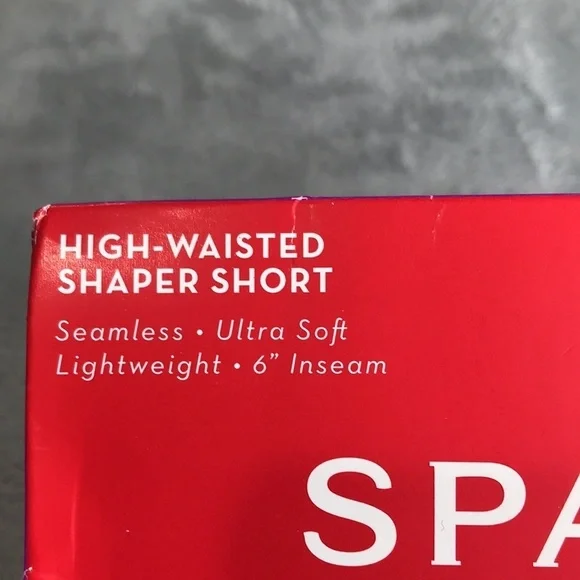 HIGH-WAISTED
SHAPER SHORT
Seamless • Ultra Soft
Lightweight • 6” Inseam
SPA